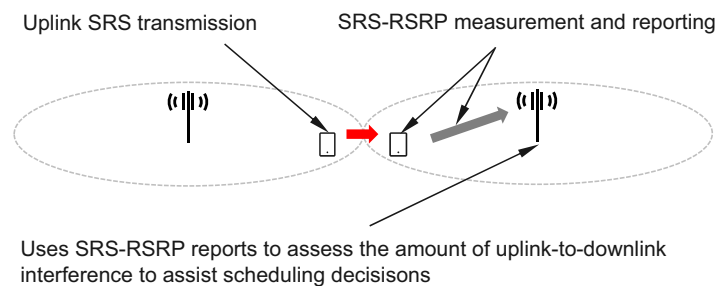 Uplink SRS transmission
SRS-RSRP measurement and reporting
Uses SRS-RSRP reports to assess the amount of uplink-to-downlink
interference to assist scheduling decisisons